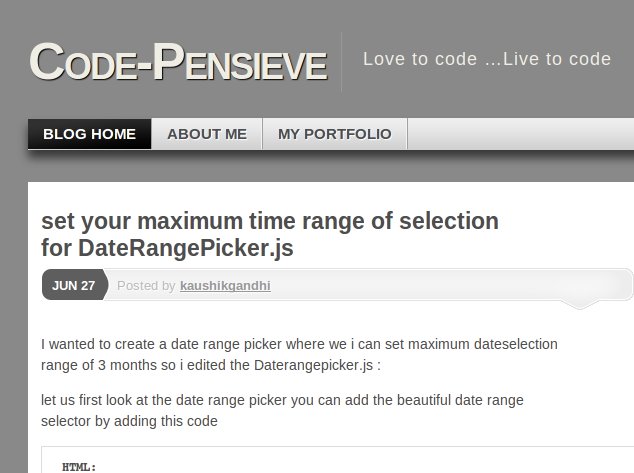 Code-Pensieve
Love to code ...Live to code
BLOG HOME
ABOUT ME
MY PORTFOLIO
set your maximum time range of selection
for DateRangePicker.js
JUN 27
Posted by kaushikgandhi
I wanted to create a date range picker where we i can set maximum dateselection
range of 3 months so i edited the Daterangepicker.js :
let us first look at the date range picker you can add the beautiful date range
selector by adding this code
HTML: